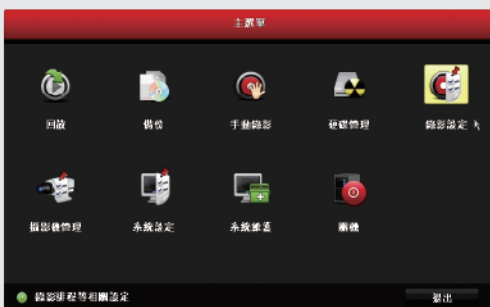 主選單
回放
備份
手動錄影
硬碟管理
錄影設定
攝影機管理
系統設定
系統維護
關機
錄影排程等相關設定
退出